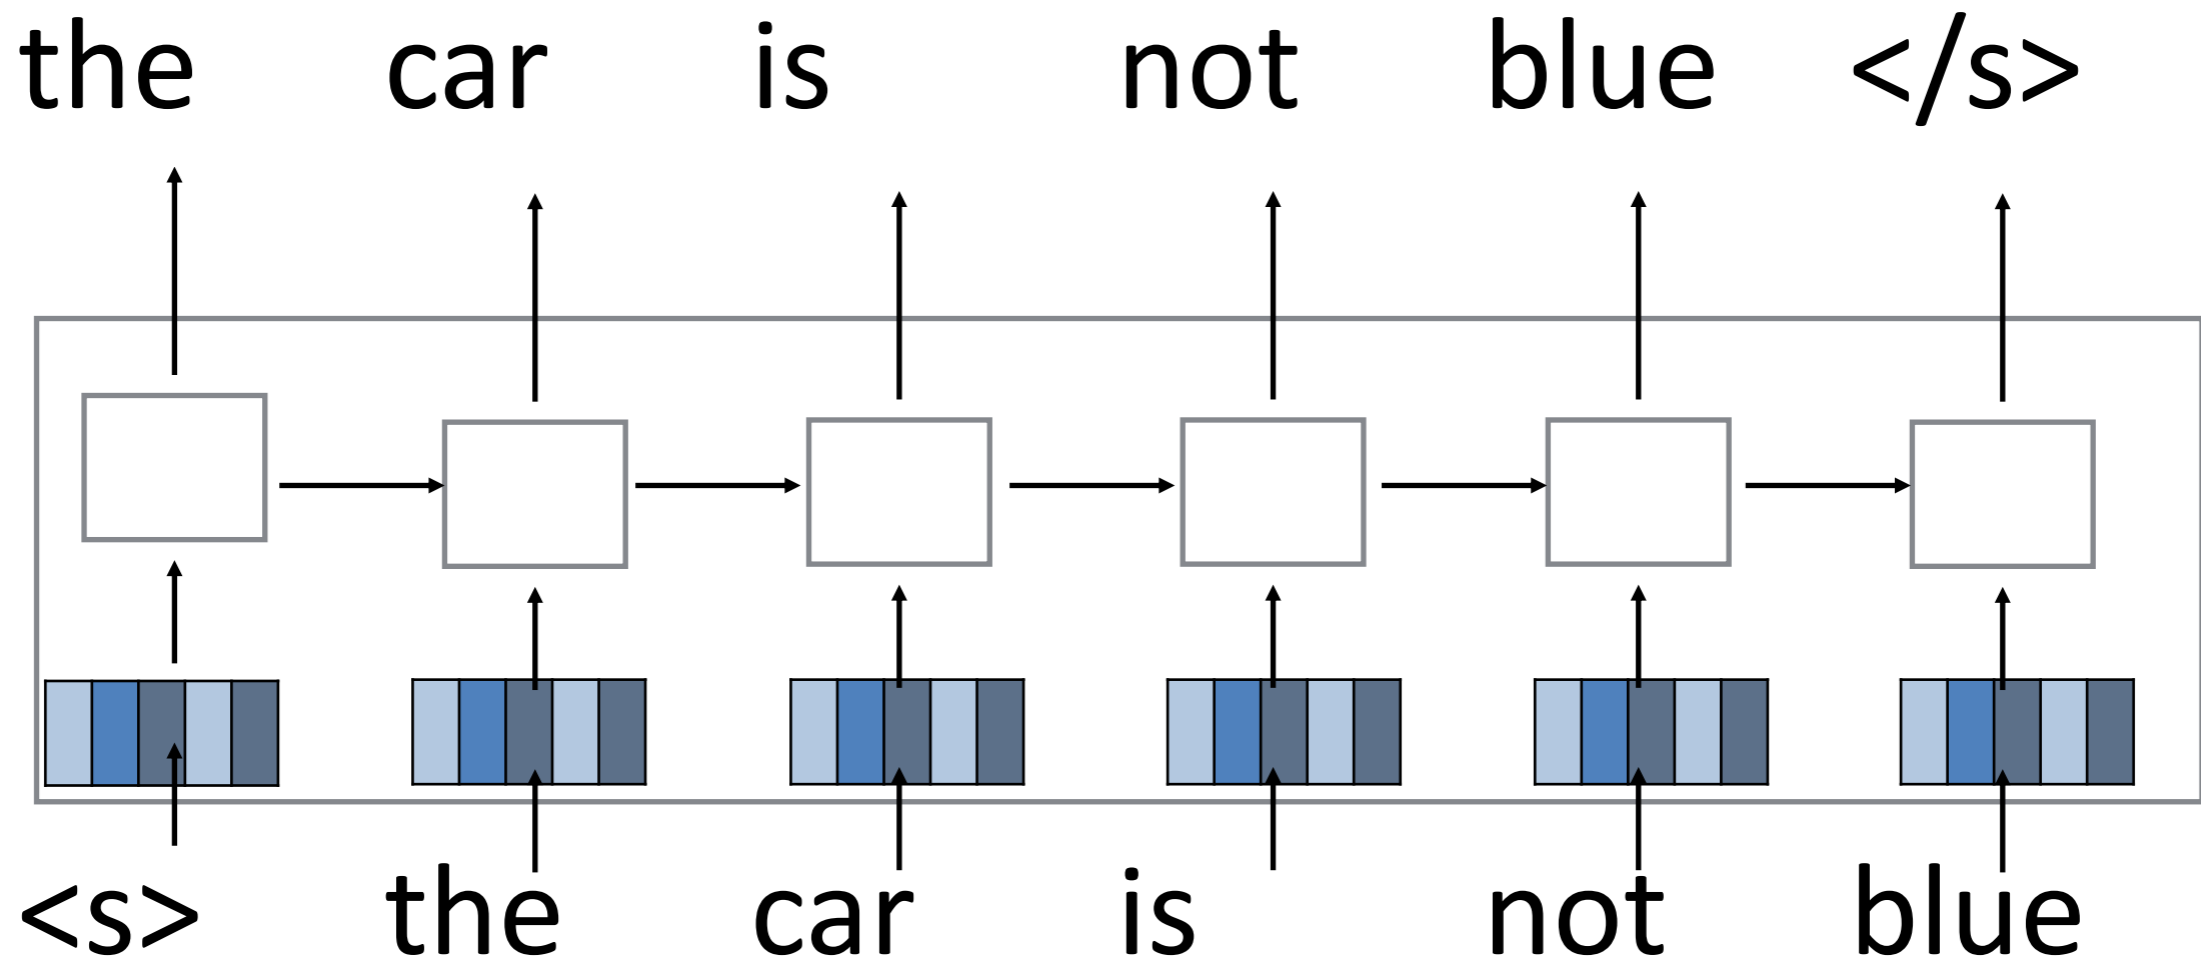 the car is not blue </s>
<s> the car is not blue